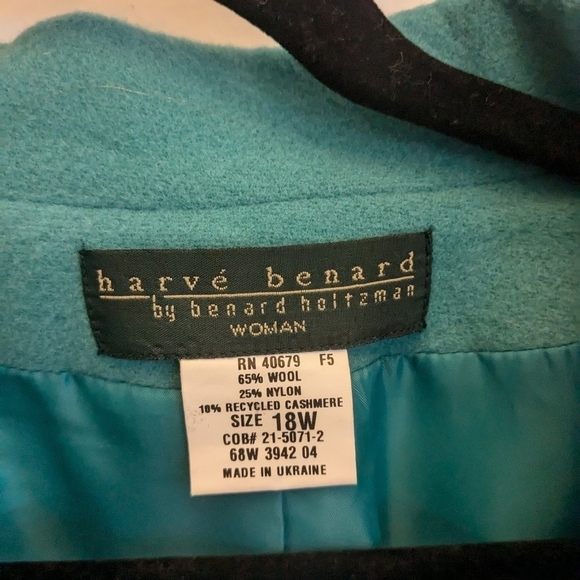 harvé benard
by benard holtzman
WOMAN
RN 40679 F5
65% WOOL
25% NYLON
10% RECYCLED CASHMERE
SIZE 18W
COB# 21-5071-2
68W 3942 04
MADE IN UKRAINE